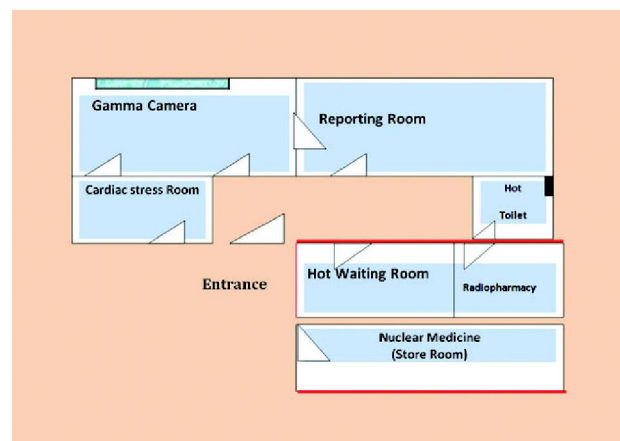 Gamma Camera
Reporting Room
Cardiac stress Room
Hot
Toilet
Entrance
Hot Waiting Room
Radiopharmacy
Nuclear Medicine
(Store Room)